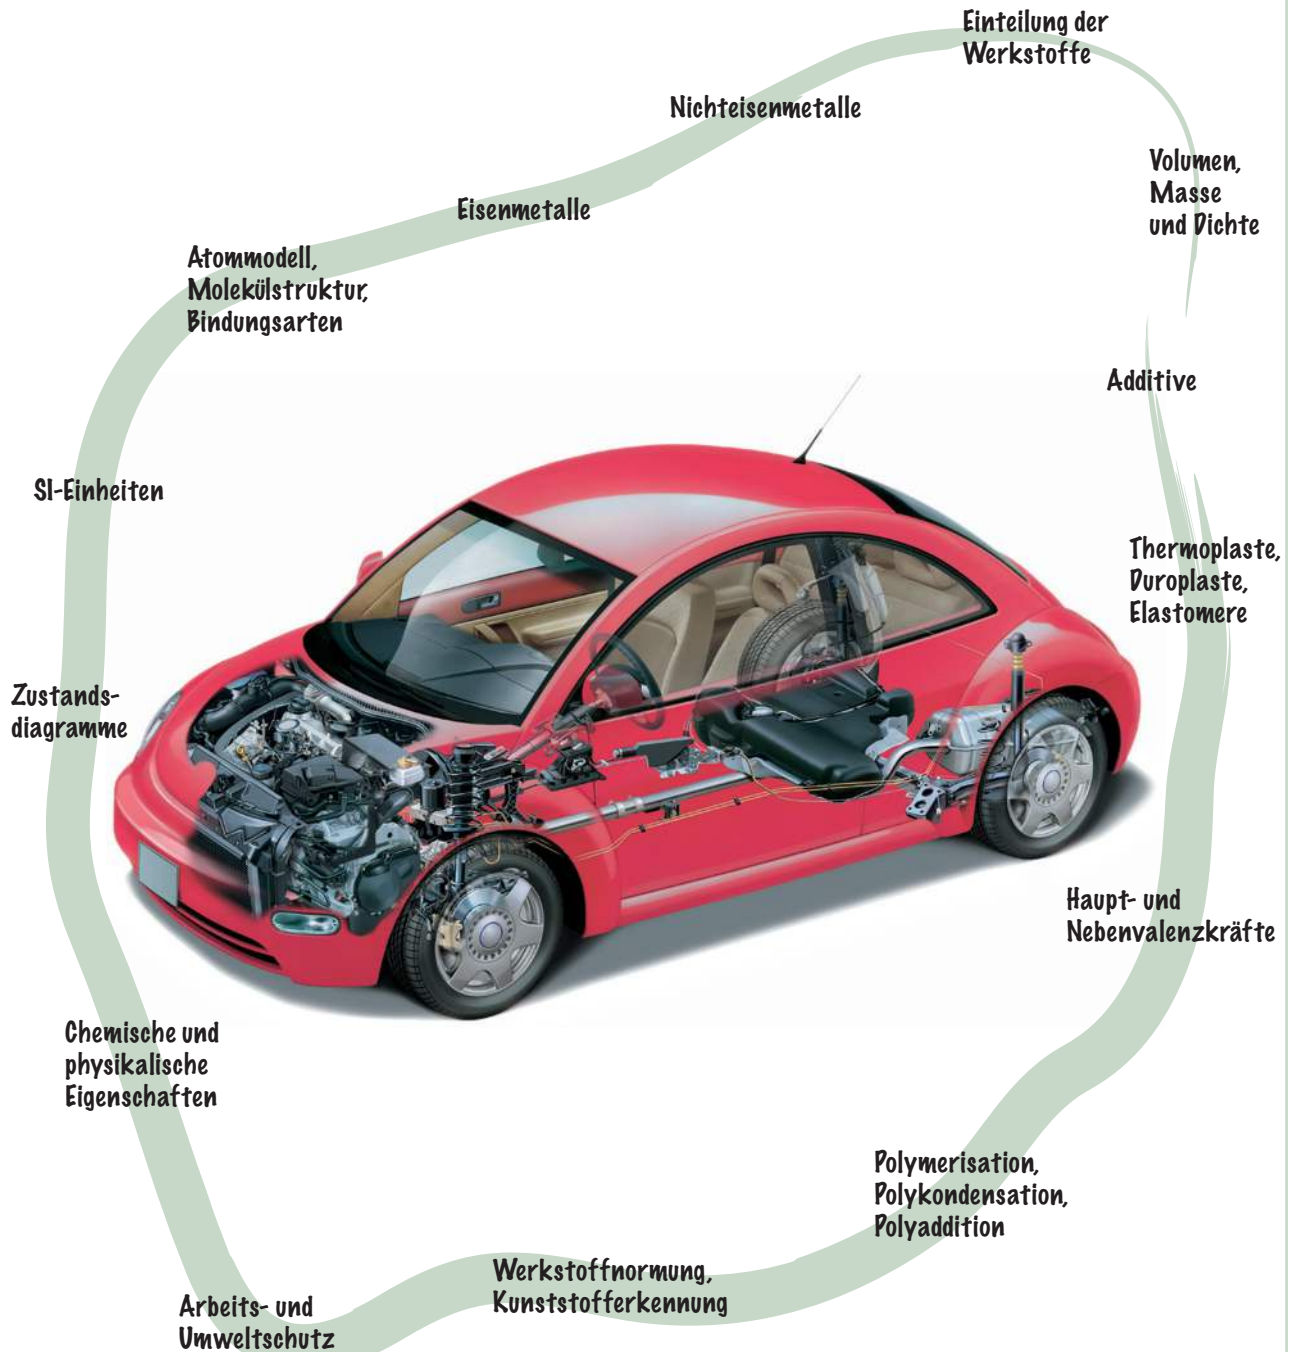 Einteilung der
Werkstoffe
Nichteisenmetalle
Volumen,
Masse
und Dichte
Eisenmetalle
Atommodell,
Molekülstruktur,
Bindungsarten
Additive
SI-Einheiten
Thermoplaste,
Duroplaste,
Elastomere
Zustands-
diagramme
Haupt- und
Nebenvalenzkräfte
Chemische und
physikalische
Eigenschaften
Polymerisation,
Polykondensation,
Polyaddition
Werkstoffnormung,
Kunststofferkennung
Arbeits- und
Umweltschutz